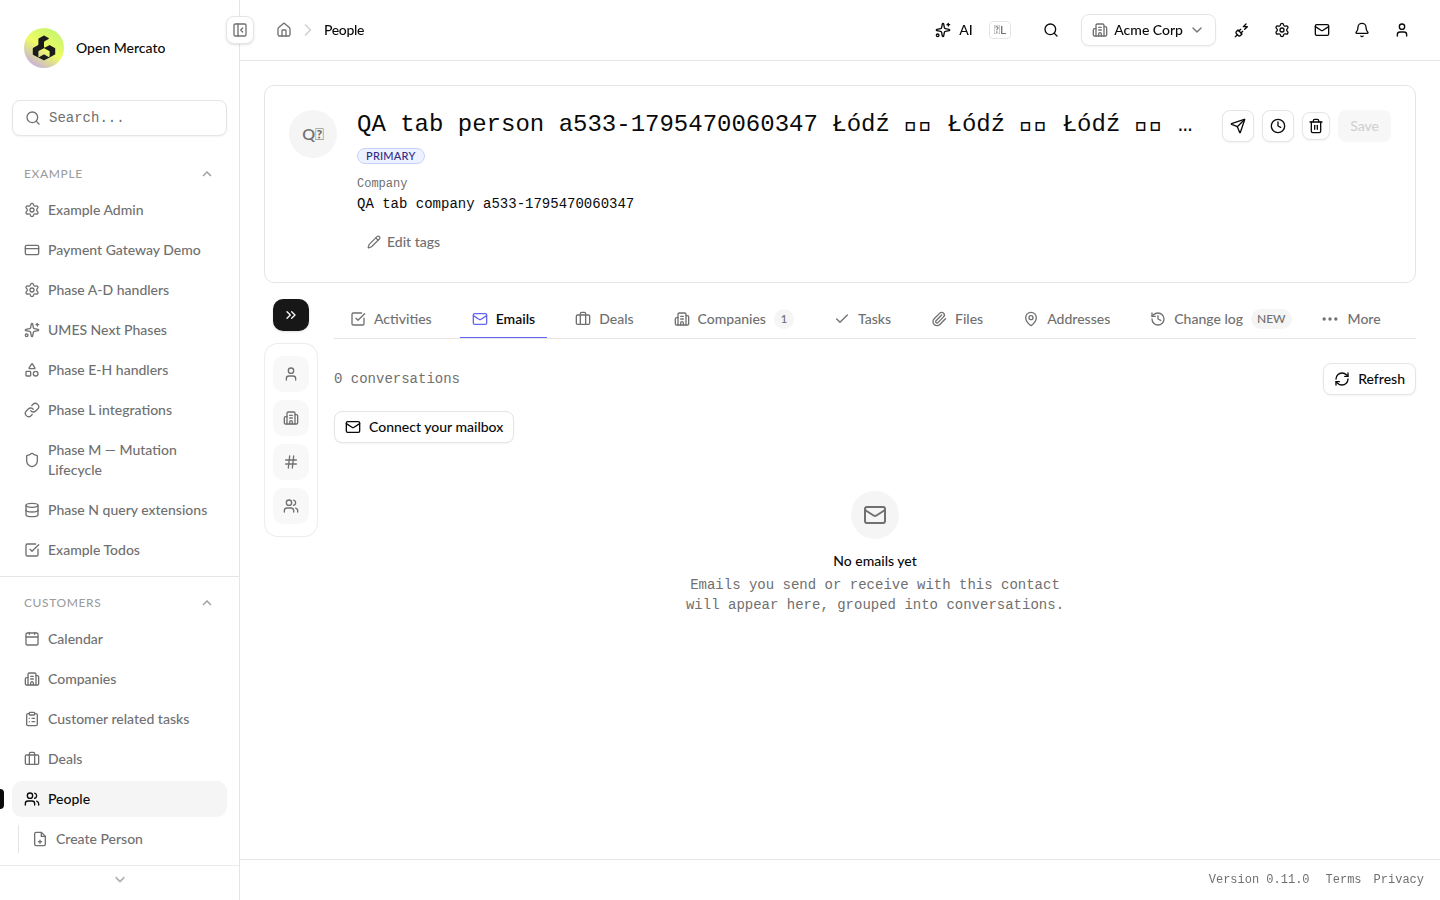 Open Mercato
People
AI
L
Acme Corp
Search...
EXAMPLE
Example Admin
Payment Gateway Demo
Phase A-D handlers
UMES Next Phases
Phase E-H handlers
Phase L integrations
Phase M — Mutation
Lifecycle
Phase N query extensions
Example Todos
CUSTOMERS
Calendar
Companies
Customer related tasks
Deals
People
Create Person
Q
QA tab person a533-1795470060347 Łódź Łódź Łódź …
PRIMARY
Company
QA tab company a533-1795470060347
Edit tags
Save
Activities
Emails
Deals
Companies 1
Tasks
Files
Addresses
Change log NEW
More
0 conversations
Refresh
Connect your mailbox
No emails yet
Emails you send or receive with this contact
will appear here, grouped into conversations.
Version 0.11.0 Terms Privacy